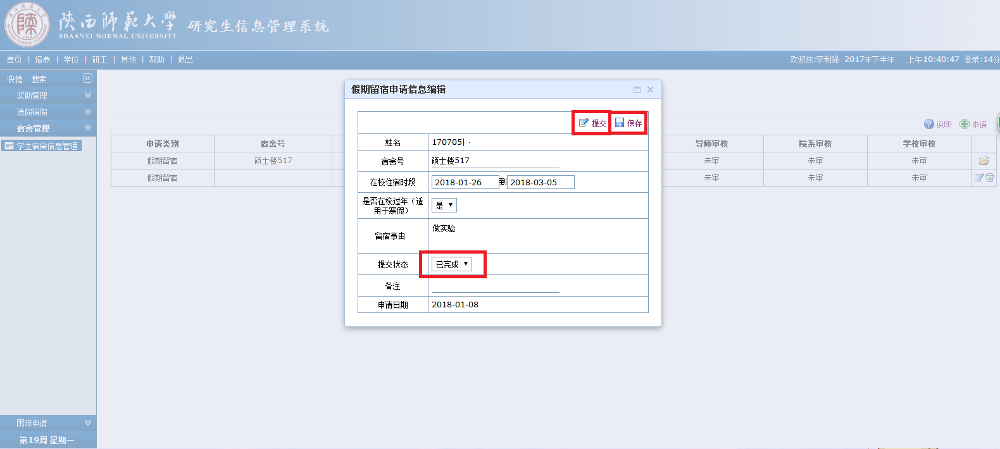 陕西师范大学
SHAANXI NORMAL UNIVERSITY
研究生信息管理系统
首页 | 培养 | 学位 | 研工 | 其他 | 帮助 | 退出
欢迎您:李利强 2017年下半年 上午10:40:47 登录:14分
快捷 搜索
奖助管理
请假销假
宿舍管理
学生宿舍信息管理
困难申请
第19周 星期一
说明 申请
申请类别 宿舍号 导师审核 院系审核 学校审核
假期留宿 硕士楼517 未审 未审 未审
假期留宿 未审 未审 未审
假期留宿申请信息编辑
提交 保存
姓名 170705
宿舍号 硕士楼517
在校住宿时段 2018-01-26 到 2018-03-05
是否在校过年（适
用于寒假） 是
留宿事由 做实验
提交状态 已完成
备注
申请日期 2018-01-08